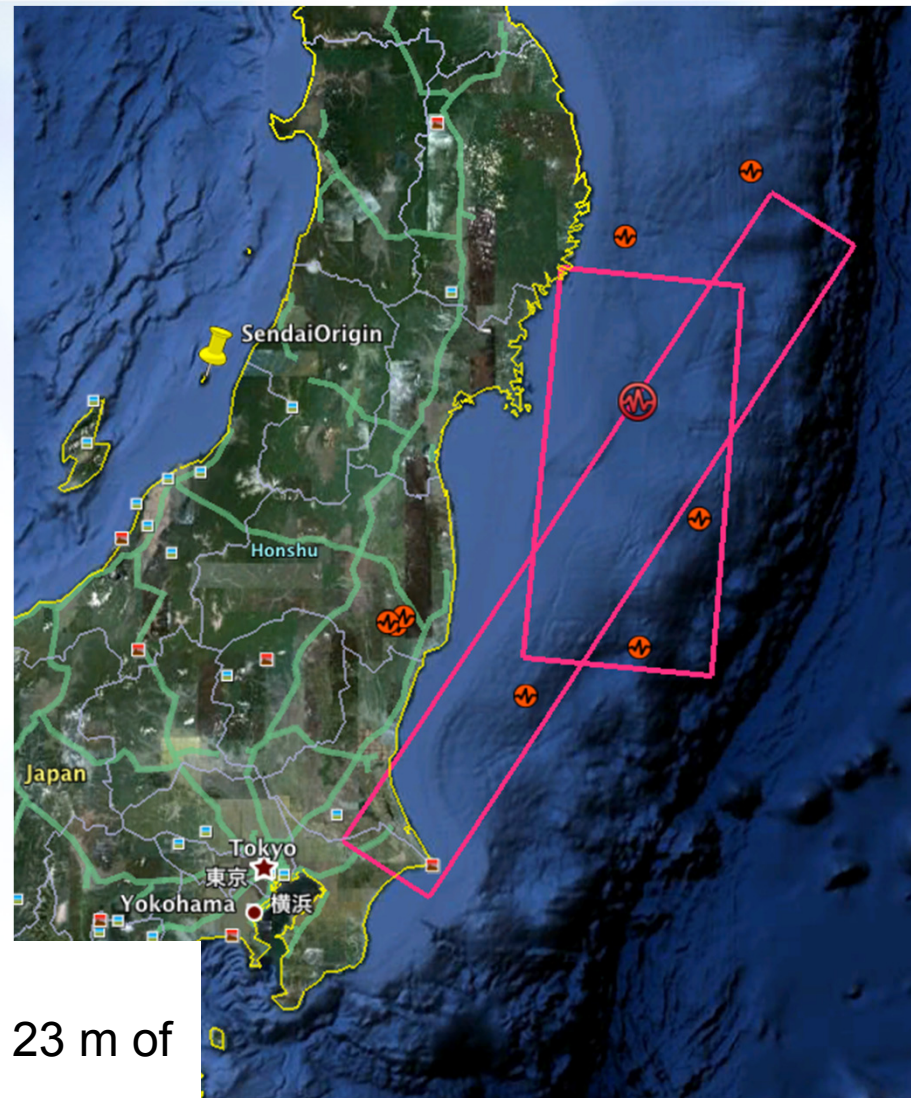 SendaiOrigin
Honshu
Japan
Tokyo
東京
Yokohama 横浜
23 m of